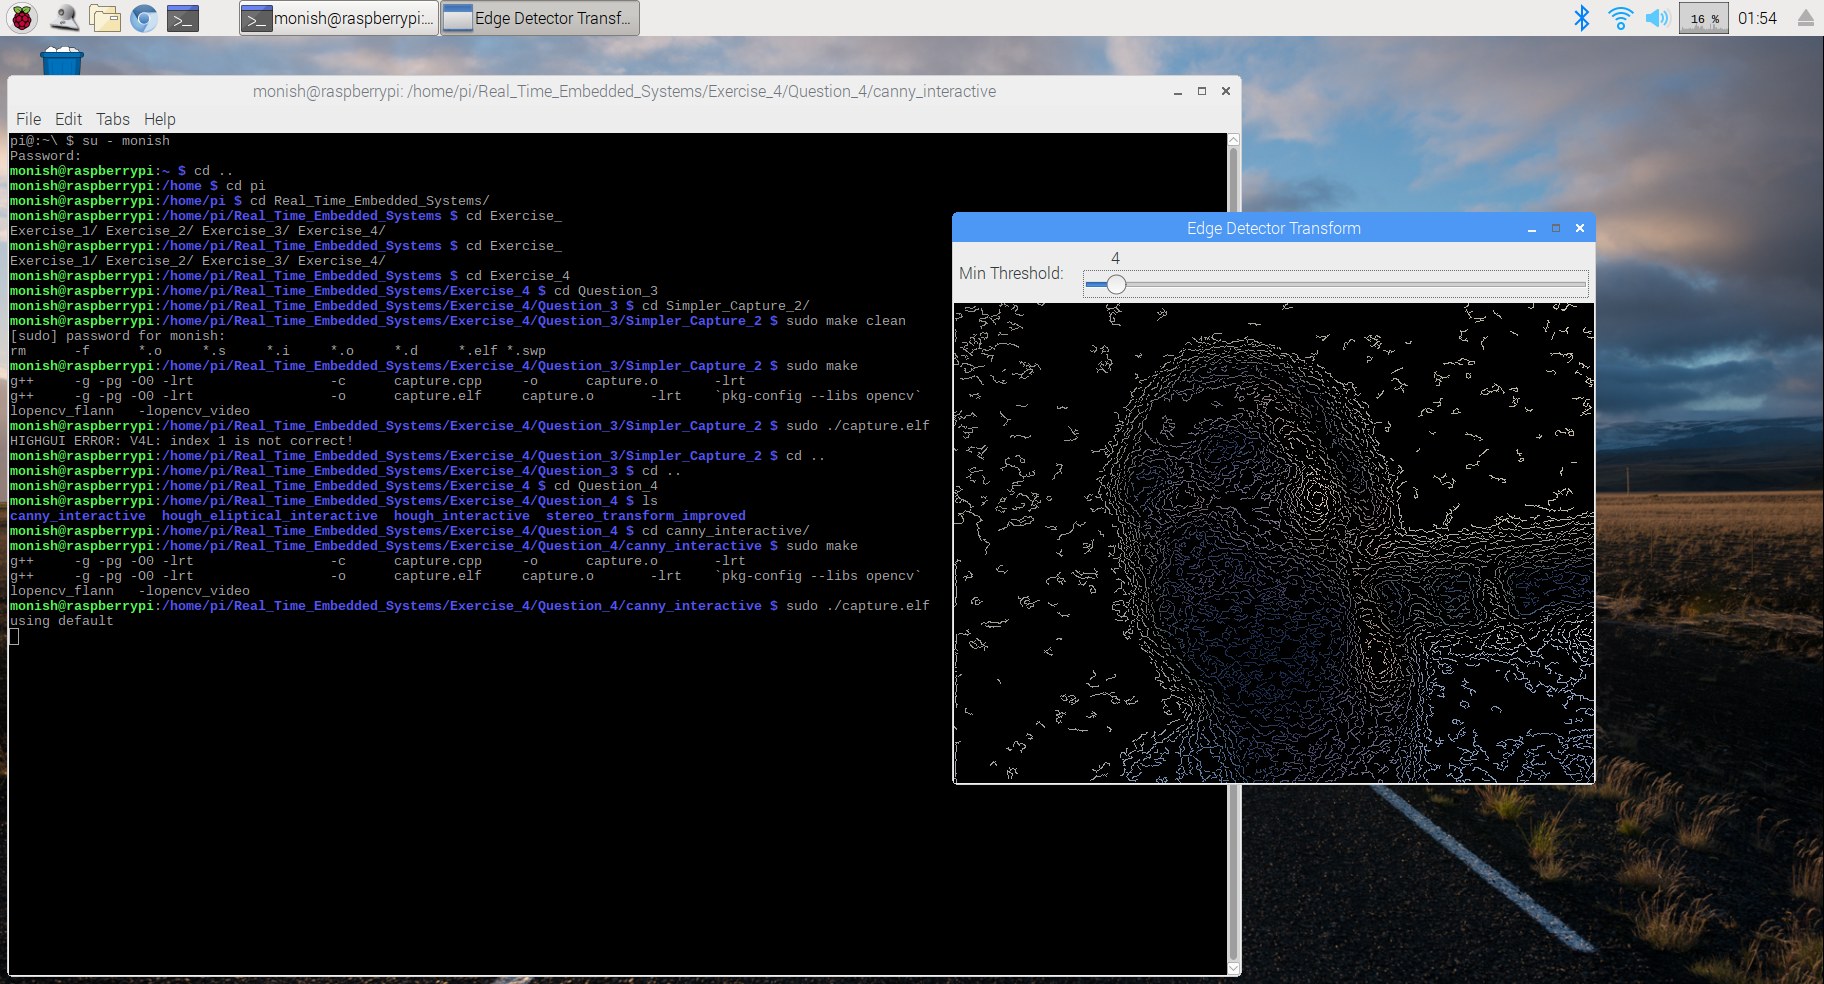 monish@raspberrypi:...
Edge Detector Transf...
16 %
01:54
monish@raspberrypi: /home/pi/Real_Time_Embedded_Systems/Exercise_4/Question_4/canny_interactive
File Edit Tabs Help
pi@:~\ $ su - monish
Password:
monish@raspberrypi:~ $ cd ..
monish@raspberrypi:/home $ cd pi
monish@raspberrypi:/home/pi $ cd Real_Time_Embedded_Systems/
monish@raspberrypi:/home/pi/Real_Time_Embedded_Systems $ cd Exercise_
Exercise_1/ Exercise_2/ Exercise_3/ Exercise_4/
monish@raspberrypi:/home/pi/Real_Time_Embedded_Systems $ cd Exercise_
Exercise_1/ Exercise_2/ Exercise_3/ Exercise_4/
monish@raspberrypi:/home/pi/Real_Time_Embedded_Systems $ cd Exercise_4
monish@raspberrypi:/home/pi/Real_Time_Embedded_Systems/Exercise_4 $ cd Question_3
monish@raspberrypi:/home/pi/Real_Time_Embedded_Systems/Exercise_4/Question_3 $ cd Simpler_Capture_2/
monish@raspberrypi:/home/pi/Real_Time_Embedded_Systems/Exercise_4/Question_3/Simpler_Capture_2 $ sudo make clean
[sudo] password for monish:
rm -f *.o *.s *.i *.o *.d *.elf *.swp
monish@raspberrypi:/home/pi/Real_Time_Embedded_Systems/Exercise_4/Question_3/Simpler_Capture_2 $ sudo make
g++ -g -pg -O0 -lrt -c capture.cpp -o capture.o -lrt
g++ -g -pg -O0 -lrt -o capture.elf capture.o -lrt `pkg-config --libs opencv`
lopencv_flann -lopencv_video
monish@raspberrypi:/home/pi/Real_Time_Embedded_Systems/Exercise_4/Question_3/Simpler_Capture_2 $ sudo ./capture.elf
HIGHGUI ERROR: V4L: index 1 is not correct!
monish@raspberrypi:/home/pi/Real_Time_Embedded_Systems/Exercise_4/Question_3/Simpler_Capture_2 $ cd ..
monish@raspberrypi:/home/pi/Real_Time_Embedded_Systems/Exercise_4/Question_3 $ cd ..
monish@raspberrypi:/home/pi/Real_Time_Embedded_Systems/Exercise_4 $ cd Question_4
monish@raspberrypi:/home/pi/Real_Time_Embedded_Systems/Exercise_4/Question_4 $ ls
canny_interactive hough_eliptical_interactive hough_interactive stereo_transform_improved
monish@raspberrypi:/home/pi/Real_Time_Embedded_Systems/Exercise_4/Question_4 $ cd canny_interactive/
monish@raspberrypi:/home/pi/Real_Time_Embedded_Systems/Exercise_4/Question_4/canny_interactive $ sudo make
g++ -g -pg -O0 -lrt -c capture.cpp -o capture.o -lrt
g++ -g -pg -O0 -lrt -o capture.elf capture.o -lrt `pkg-config --libs opencv`
lopencv_flann -lopencv_video
monish@raspberrypi:/home/pi/Real_Time_Embedded_Systems/Exercise_4/Question_4/canny_interactive $ sudo ./capture.elf
using default
Edge Detector Transform
4
Min Threshold: